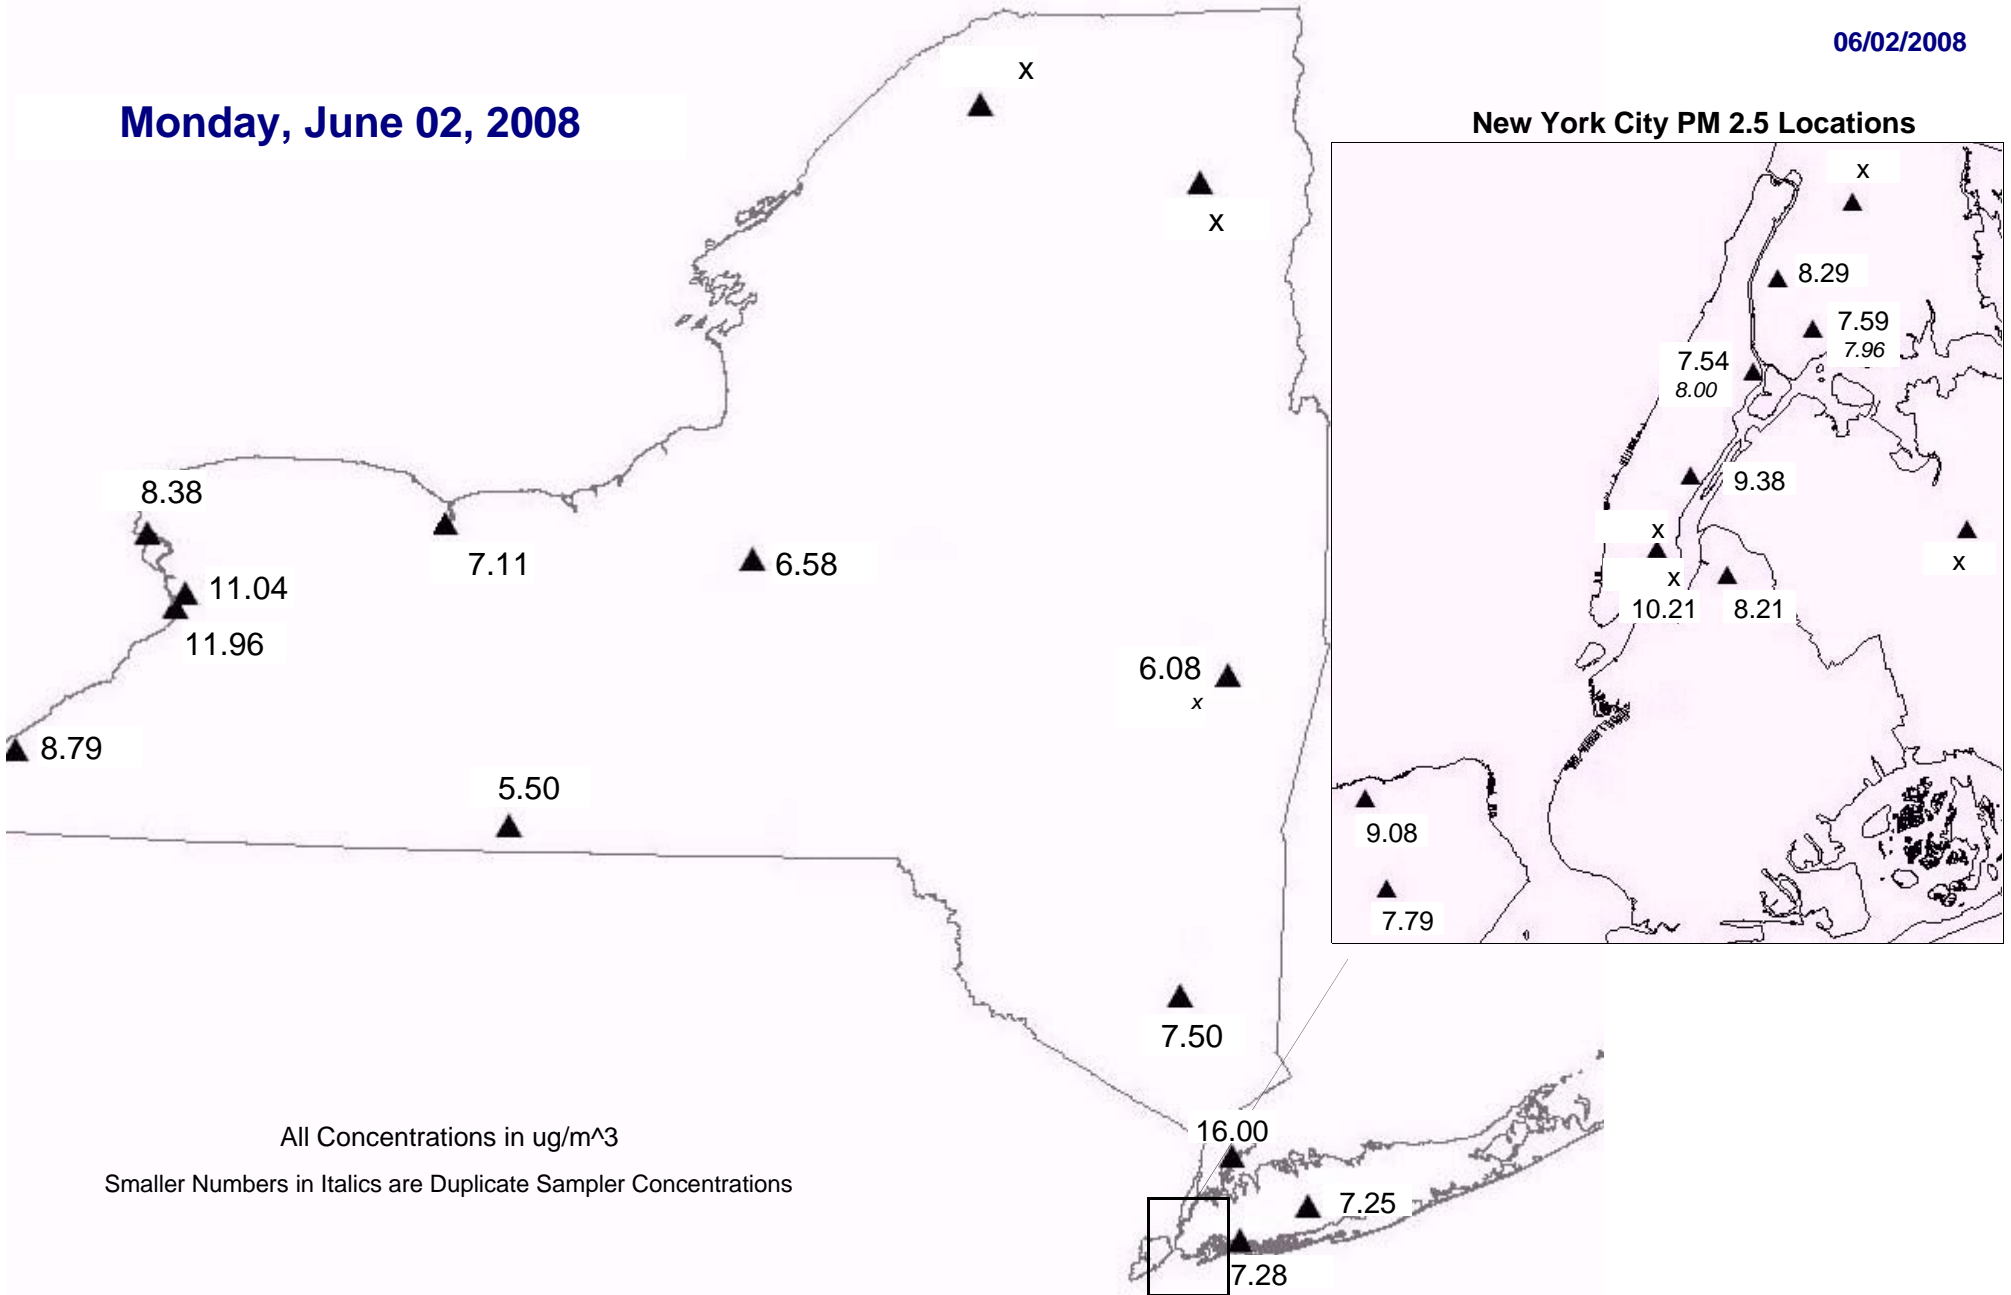 06/02/2008
Monday, June 02, 2008
x
x
8.38
7.11
6.58
11.04
11.96
6.08
x
8.79
5.50
7.50
16.00
7.25
7.28
All Concentrations in ug/m^3
Smaller Numbers in Italics are Duplicate Sampler Concentrations
New York City PM 2.5 Locations
x
8.29
7.59
7.96
7.54
8.00
9.38
x
x
x
10.21
8.21
9.08
7.79